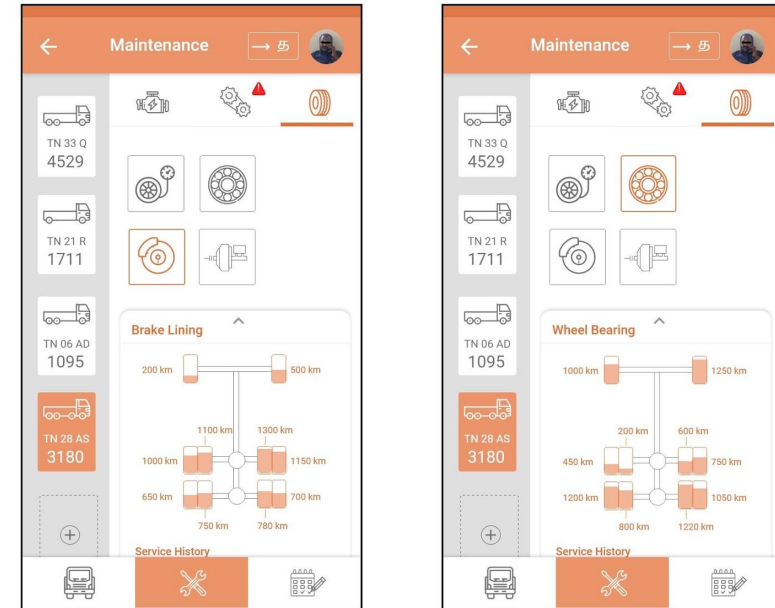 Maintenance → த
TN 33 Q
4529
TN 21 R
1711
TN 06 AD
1095
TN 28 AS
3180
Brake Lining
200 km 500 km
1100 km 1300 km
1000 km 1150 km
650 km 700 km
750 km 780 km
Service History
Maintenance → த
TN 33 Q
4529
TN 21 R
1711
TN 06 AD
1095
TN 28 AS
3180
Wheel Bearing
1000 km 1250 km
200 km 600 km
450 km 750 km
1200 km 1050 km
800 km 1220 km
Service History